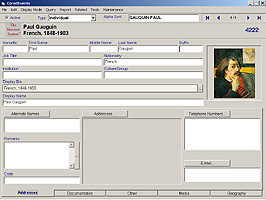 Constituents
File Edit Display Mode Query Report Related Tools Maintenance
Active Type Individual Alpha Sort GAUGUIN PAUL 1/1
The Museum System
Paul Gauguin
French, 1848-1903
4222
Honorific First Name Middle Name Last Name Suffix
Paul Gauguin
Job Title Nationality
French
Institution Culture/Group
Display Bio
French, 1848-1903
Display Name
Paul Gauguin
Alternate Names Addresses Telephone Numbers
Remarks
E-mail
Code
Addresses Documentation Other Media Geography